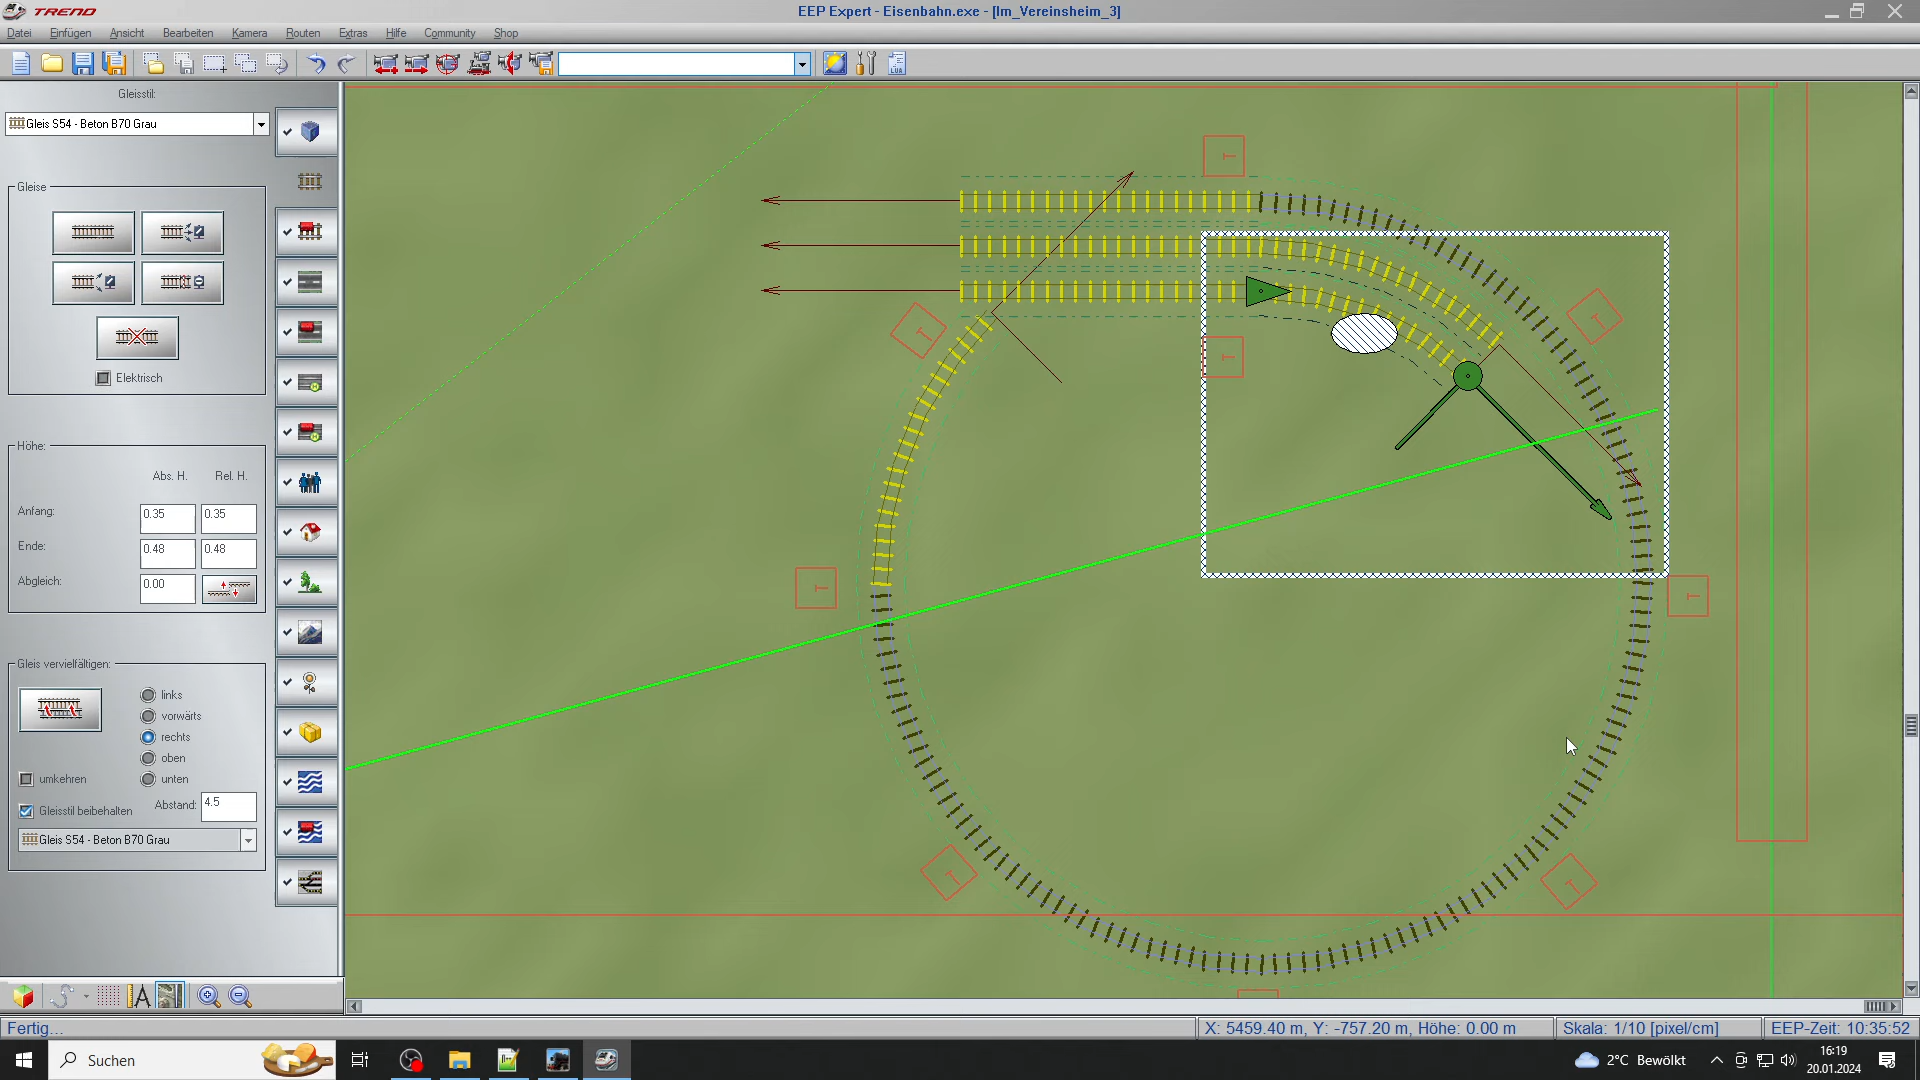 TREND
EEP Expert - Eisenbahn.exe - [Im_Vereinsheim_3]
Datei Einfügen Ansicht Bearbeiten Kamera Routen Extras Hilfe Community Shop
LUA
Gleisstil:
Gleis S54 - Beton B70 Grau
Gleise
Elektrisch
Höhe:
Abs. H. Rel. H.
Anfang: 0.35 0.35
Ende: 0.48 0.48
Abgleich: 0.00
Gleis vervielfältigen:
links
vorwärts
rechts
oben
umkehren unten
Gleisstil beibehalten Abstand: 4.5
Gleis S54 - Beton B70 Grau
T
T
T
T
T
T
T
T
Fertig...
X: 5459.40 m, Y: -757.20 m, Höhe: 0.00 m
Skala: 1/10 [pixel/cm]
EEP-Zeit: 10:35:52
Suchen
2°C Bewölkt
16:19
20.01.2024